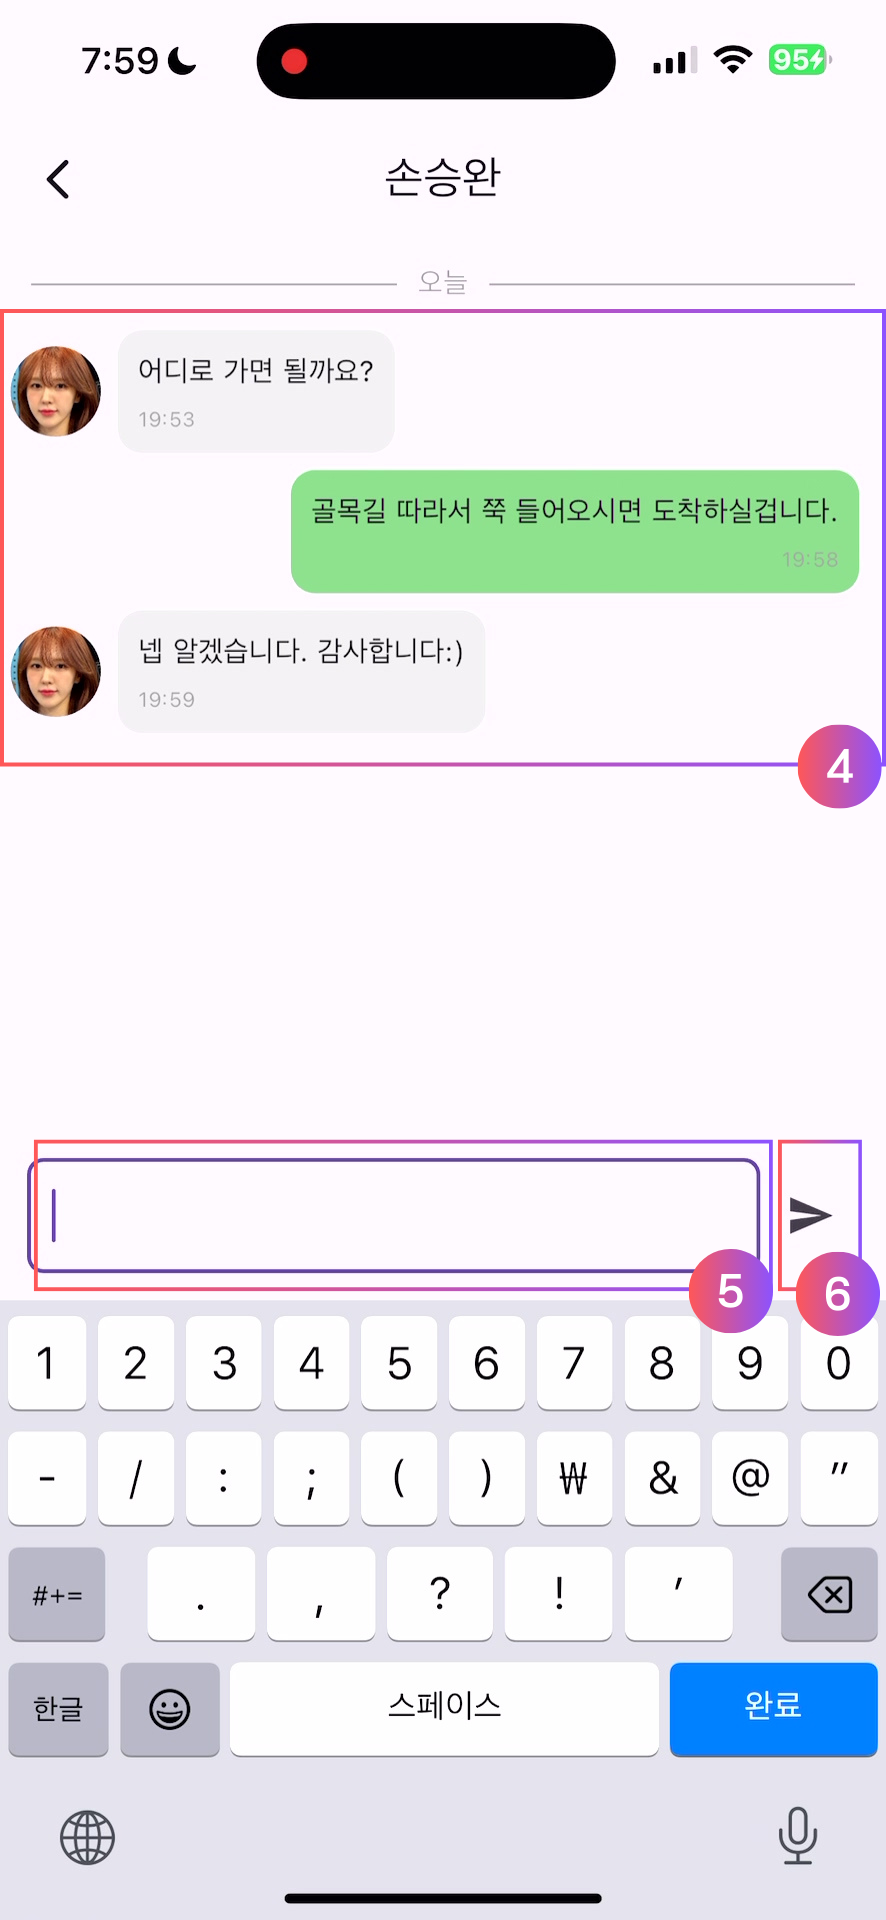 7:59
95
손승완
오늘
어디로 가면 될까요?
19:53
골목길 따라서 쭉 들어오시면 도착하실겁니다.
19:58
넵 알겠습니다. 감사합니다:)
19:59
4
5
6
1 2 3 4 5 6 7 8 9 0
- / : ; ( ) ₩ & @ "
#+= . , ? ! '
한글 스페이스 완료